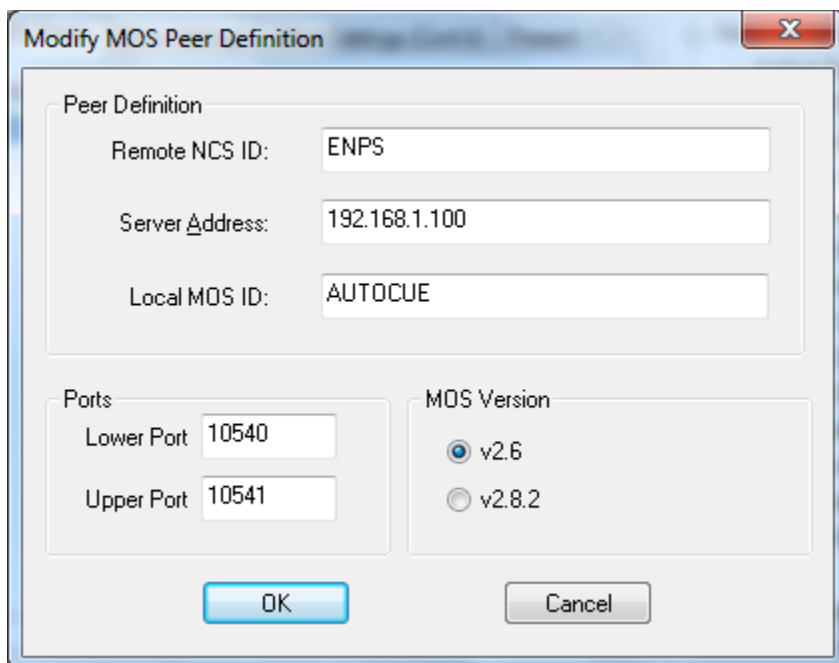 Modify MOS Peer Definition
Peer Definition
Remote NCS ID: ENPS
Server Address: 192.168.1.100
Local MOS ID: AUTOCUE
Ports
Lower Port 10540
Upper Port 10541
MOS Version
v2.6
v2.8.2
OK Cancel